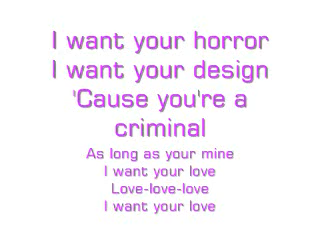 I want your horror
I want your design
'Cause you're a
criminal
As long as your mine
I want your love
Love-love-love
I want your love